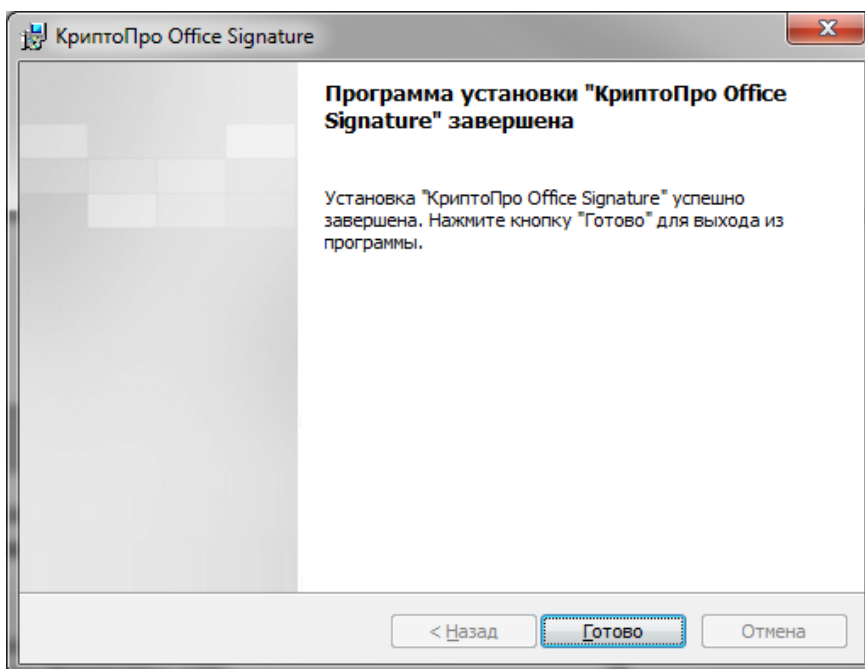 КриптоПро Office Signature
Программа установки "КриптоПро Office
Signature" завершена
Установка "КриптоПро Office Signature" успешно
завершена. Нажмите кнопку "Готово" для выхода из
программы.
< Назад
Готово
Отмена